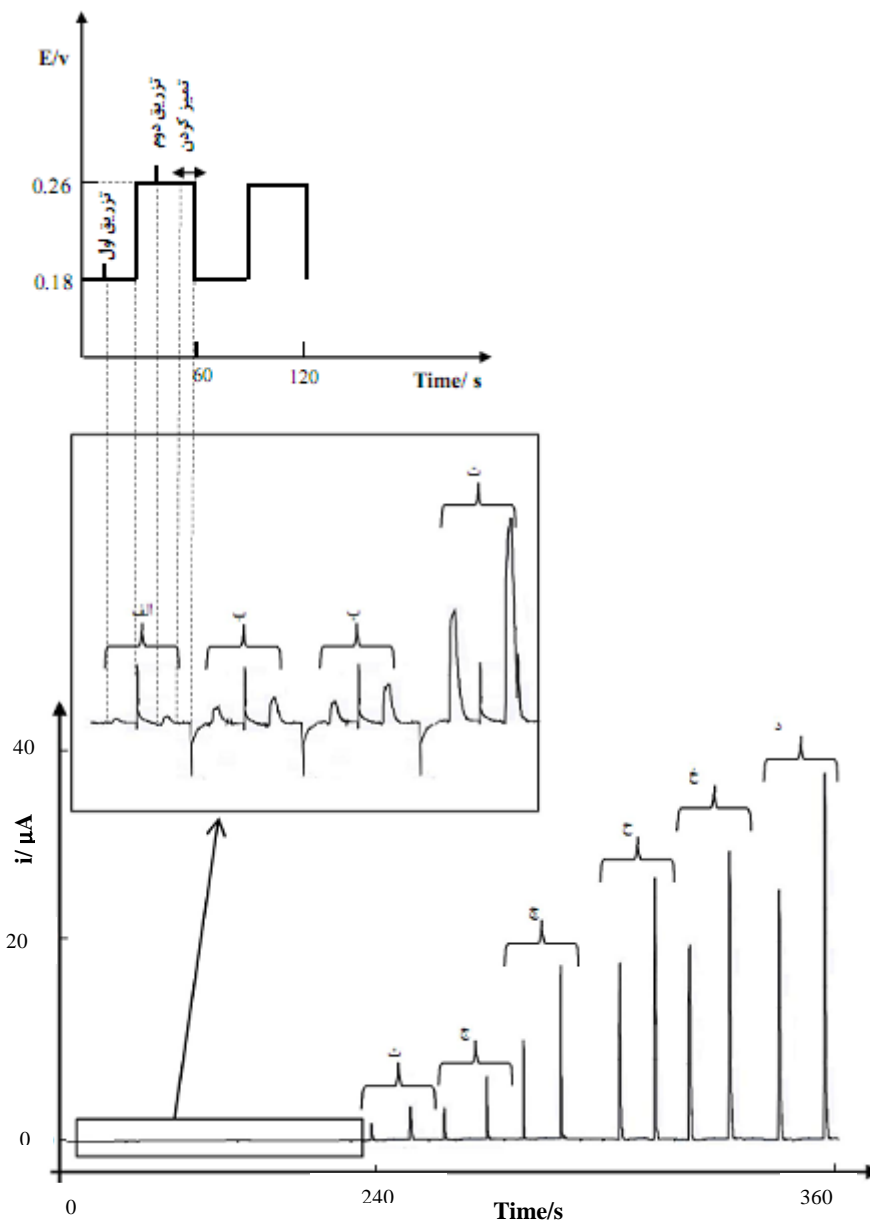 E/v
تزریق دوم
تمیز کردن
0.26
تزریق اول
0.18
60
120
Time/ s
ت
الف
ب
پ
40
د
خ
i/ µA
ح
چ
20
ج
ث
0
0
240
360
Time/s